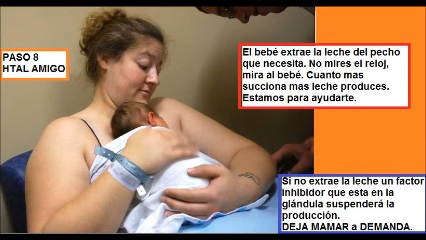 PASO 8
HTAL AMIGO
El bebé extrae la leche del pecho
que necesita. No mires el reloj,
mira al bebé. Cuanto mas
succiona mas leche produces.
Estamos para ayudarte.
Si no extrae la leche un factor
inhibidor que esta en la
glándula suspenderá la
producción.
DEJA MAMAR a DEMANDA.